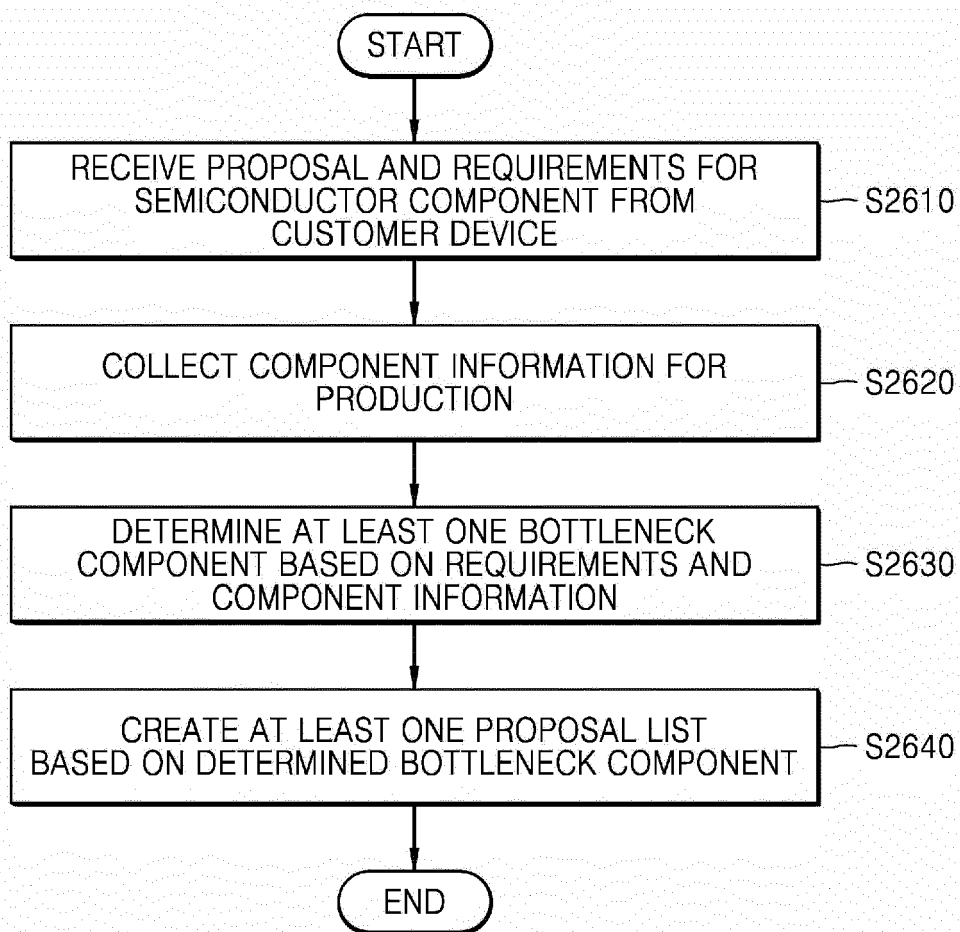 START
RECEIVE PROPOSAL AND REQUIREMENTS FOR
SEMICONDUCTOR COMPONENT FROM
CUSTOMER DEVICE
S2610
COLLECT COMPONENT INFORMATION FOR
PRODUCTION
S2620
DETERMINE AT LEAST ONE BOTTLENECK
COMPONENT BASED ON REQUIREMENTS AND
COMPONENT INFORMATION
S2630
CREATE AT LEAST ONE PROPOSAL LIST
BASED ON DETERMINED BOTTLENECK COMPONENT
S2640
END